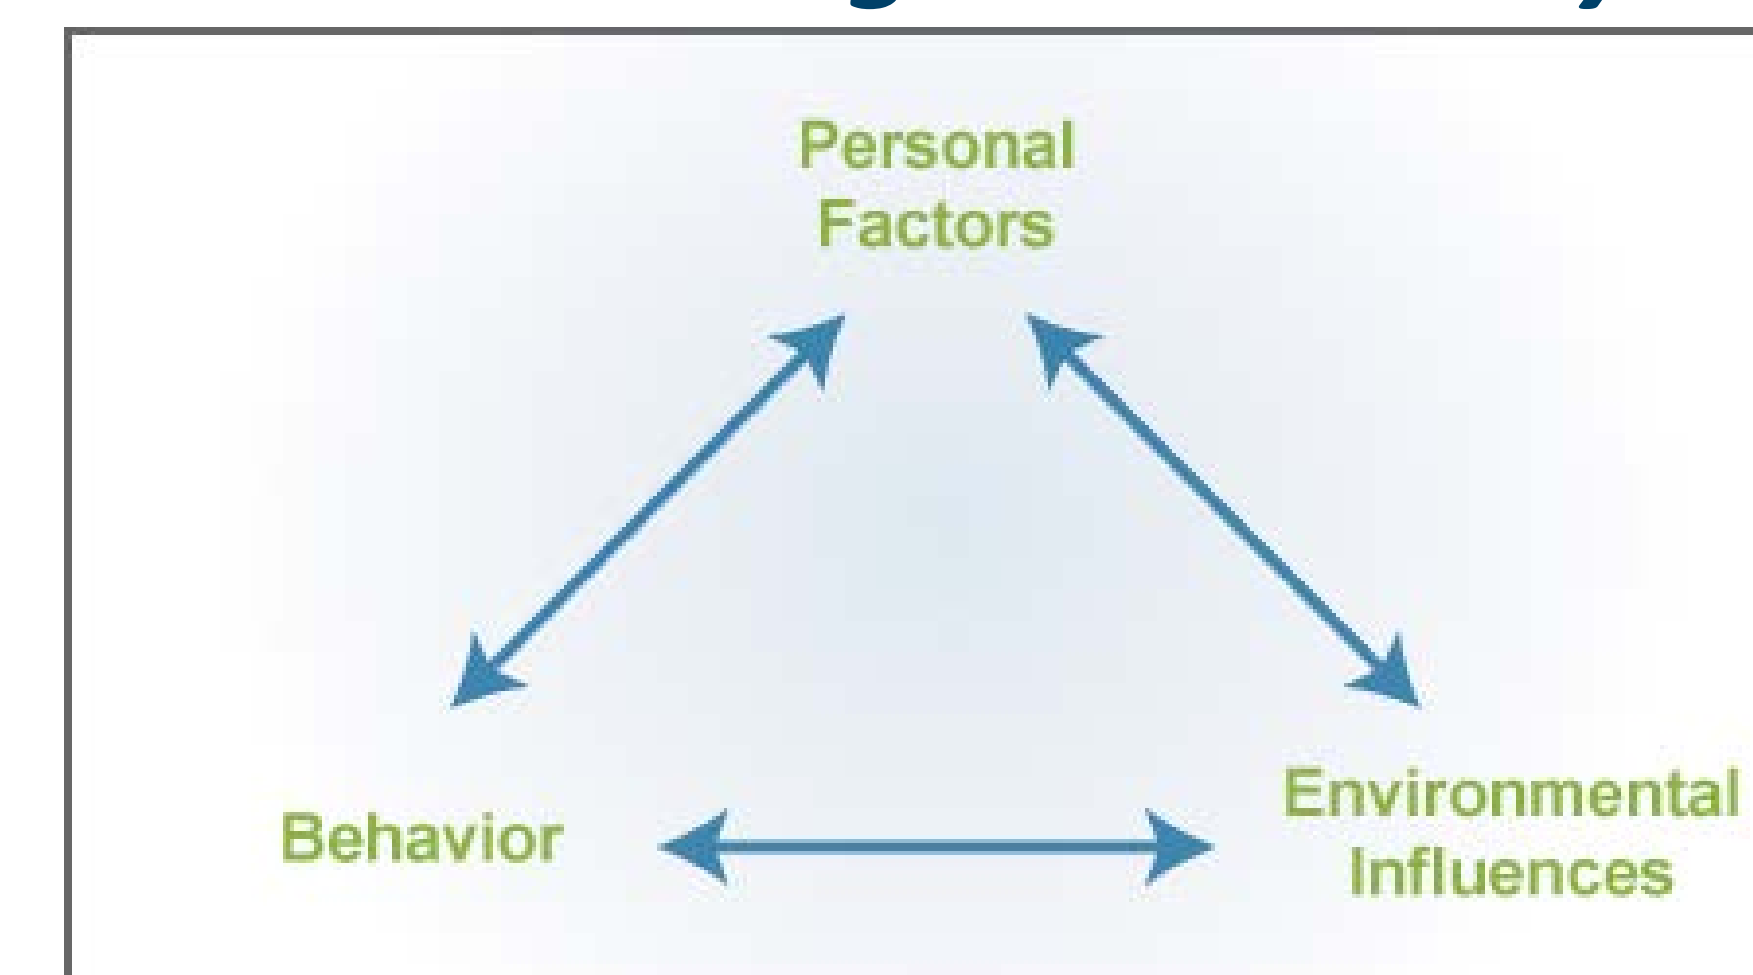 Personal
Factors
Behavior
Environmental
Influences